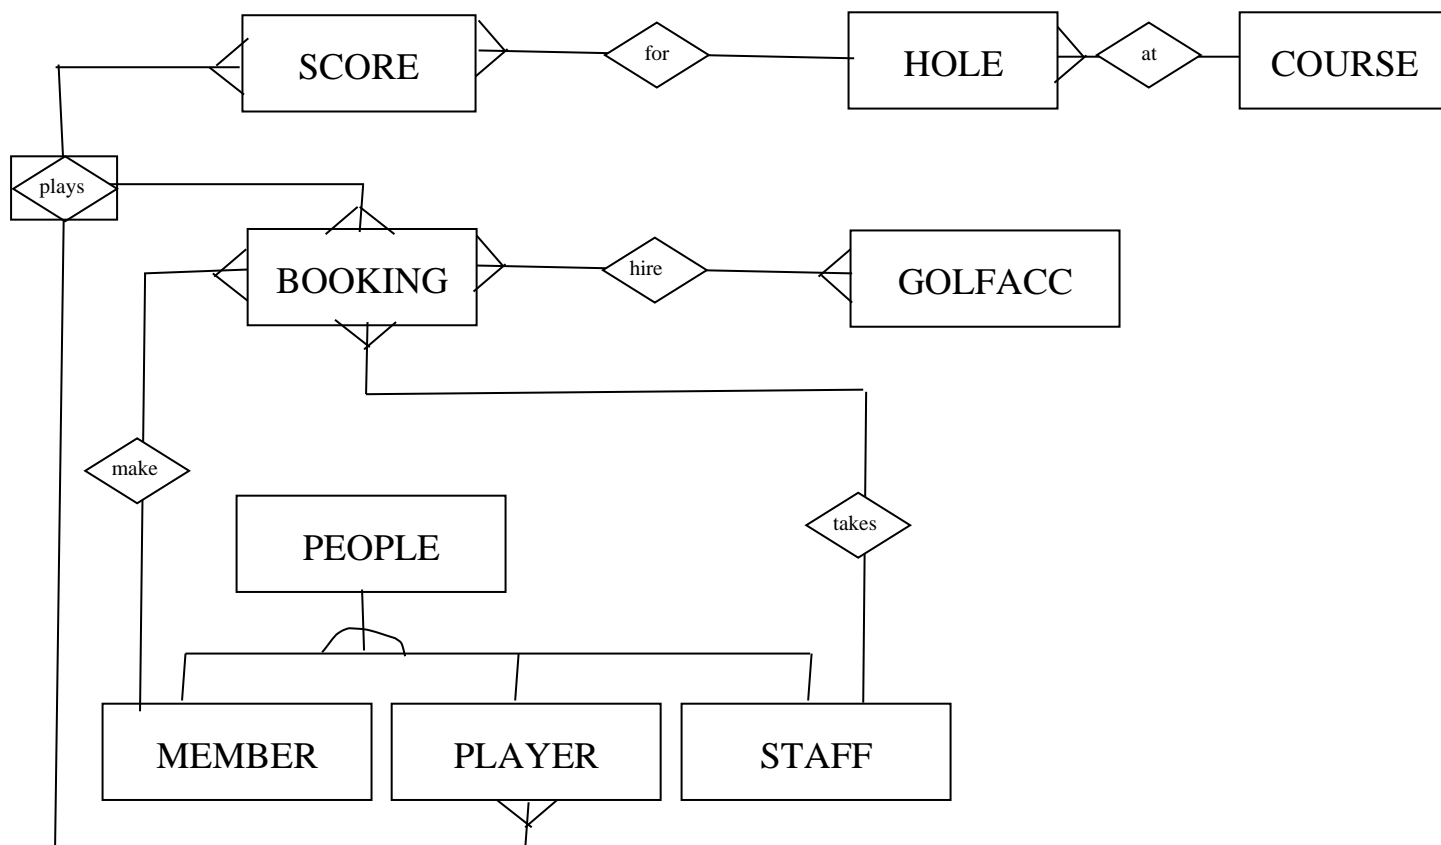 SCORE
for
HOLE
at
COURSE
plays
BOOKING
hire
GOLFACC
make
PEOPLE
takes
MEMBER
PLAYER
STAFF